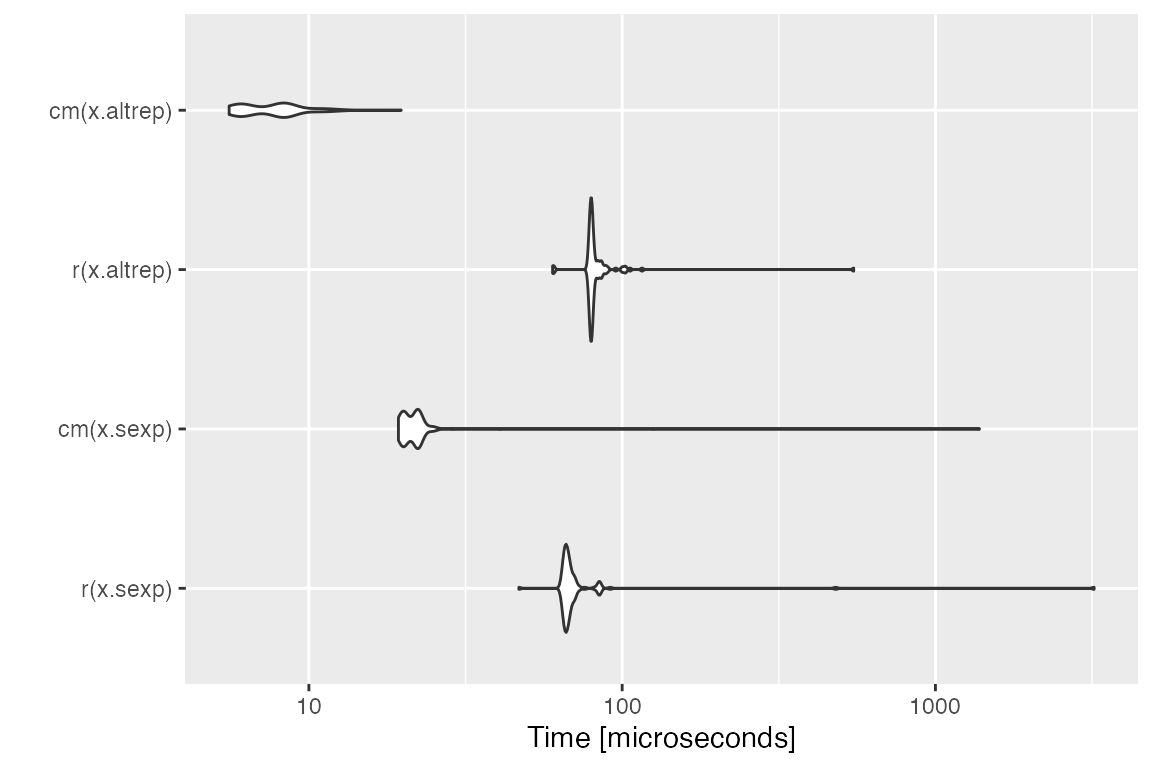 cm(x.altrep)
r(x.altrep)
cm(x.sexp)
r(x.sexp)
10 100 1000
Time [microseconds]